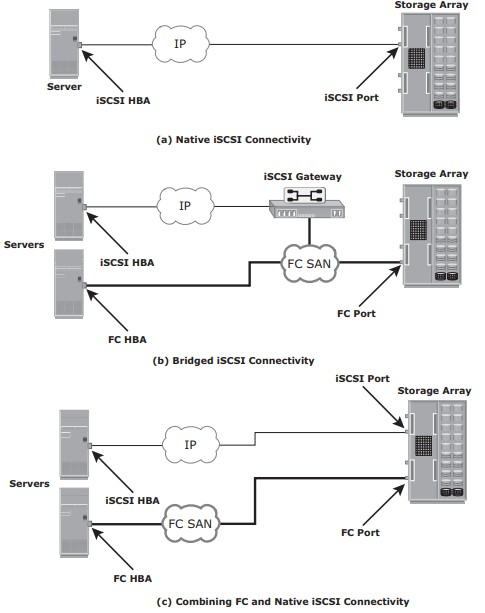 Storage Array
IP
Server
iSCSI HBA
iSCSI Port
(a) Native iSCSI Connectivity
iSCSI Gateway
Storage Array
IP
Servers
iSCSI HBA
FC SAN
FC HBA
FC Port
(b) Bridged iSCSI Connectivity
iSCSI Port
Storage Array
IP
Servers
iSCSI HBA
FC SAN
FC Port
FC HBA
(c) Combining FC and Native iSCSI Connectivity